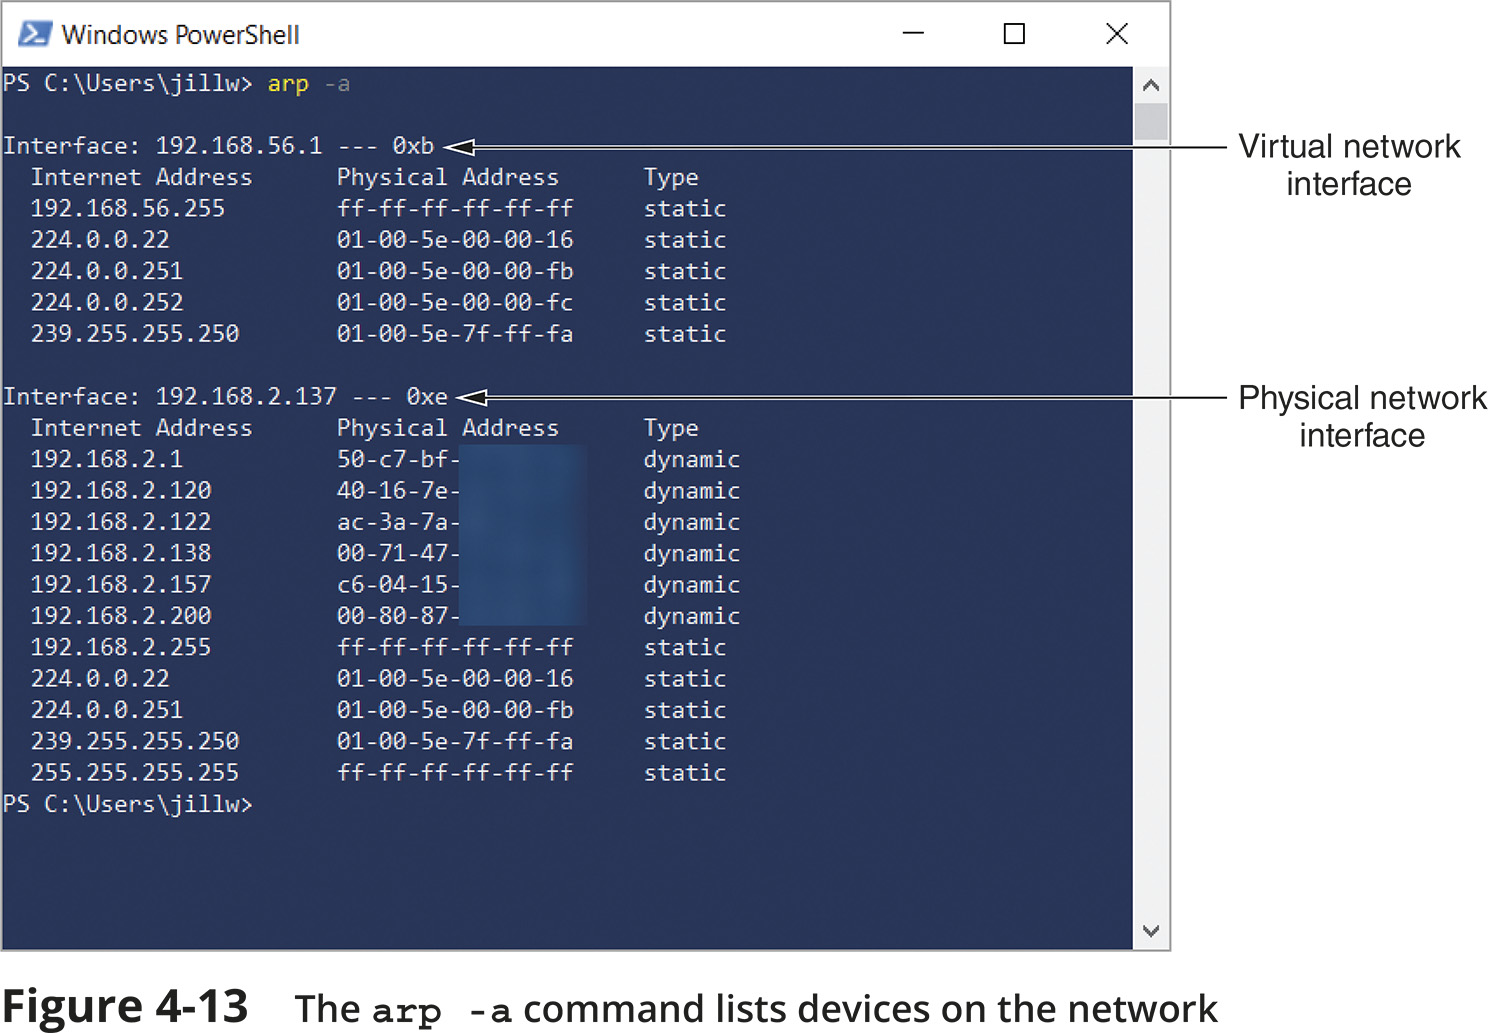 Windows PowerShell
PS C:\Users\jillw> arp -a
Interface: 192.168.56.1 --- 0xb
Virtual network
interface
Internet Address Physical Address Type
192.168.56.255 ff-ff-ff-ff-ff-ff static
224.0.0.22 01-00-5e-00-00-16 static
224.0.0.251 01-00-5e-00-00-fb static
224.0.0.252 01-00-5e-00-00-fc static
239.255.255.250 01-00-5e-7f-ff-fa static
Interface: 192.168.2.137 --- 0xe
Physical network
interface
Internet Address Physical Address Type
192.168.2.1 50-c7-bf- dynamic
192.168.2.120 40-16-7e- dynamic
192.168.2.122 ac-3a-7a- dynamic
192.168.2.138 00-71-47- dynamic
192.168.2.157 c6-04-15- dynamic
192.168.2.200 00-80-87- dynamic
192.168.2.255 ff-ff-ff-ff-ff-ff static
224.0.0.22 01-00-5e-00-00-16 static
224.0.0.251 01-00-5e-00-00-fb static
239.255.255.250 01-00-5e-7f-ff-fa static
255.255.255.255 ff-ff-ff-ff-ff-ff static
PS C:\Users\jillw>
Figure 4-13 The arp -a command lists devices on the network